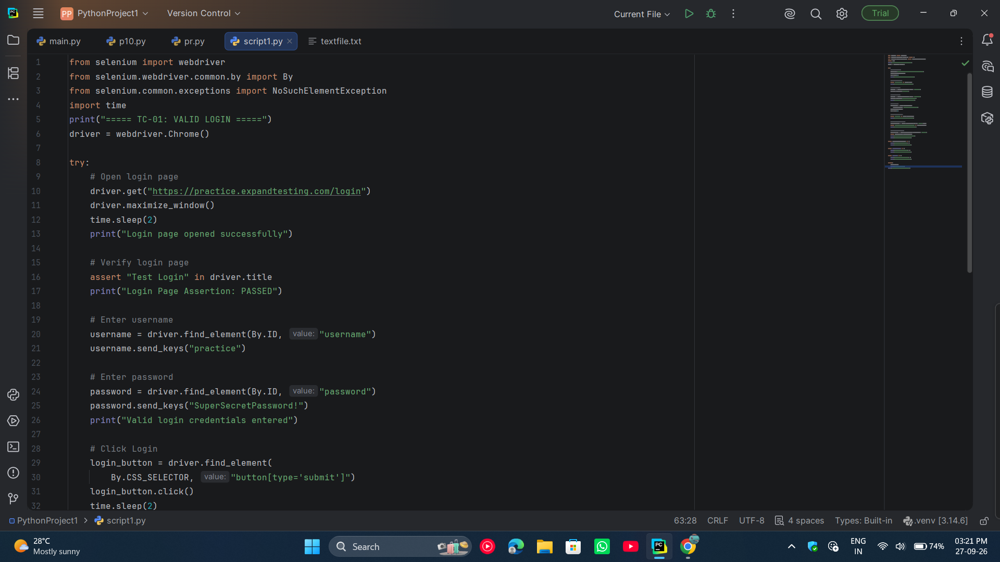 PP PythonProject1 Version Control Current File Trial
main.py p10.py pr.py script1.py textfile.txt
1 from selenium import webdriver
2 from selenium.webdriver.common.by import By
3 from selenium.common.exceptions import NoSuchElementException
4 import time
5 print("===== TC-01: VALID LOGIN =====")
6 driver = webdriver.Chrome()
7
8 try:
9 # Open login page
10 driver.get("https://practice.expandtesting.com/login")
11 driver.maximize_window()
12 time.sleep(2)
13 print("Login page opened successfully")
14
15 # Verify login page
16 assert "Test Login" in driver.title
17 print("Login Page Assertion: PASSED")
18
19 # Enter username
20 username = driver.find_element(By.ID, value: "username")
21 username.send_keys("practice")
22
23 # Enter password
24 password = driver.find_element(By.ID, value: "password")
25 password.send_keys("SuperSecretPassword!")
26 print("Valid login credentials entered")
27
28 # Click Login
29 login_button = driver.find_element(
30 By.CSS_SELECTOR, value: "button[type='submit']")
31 login_button.click()
32 time.sleep(2)
PythonProject1 script1.py 63:28 CRLF UTF-8 4 spaces Types: Built-in .venv [3.14.6]
28°C
Mostly sunny
Search
ENG
IN
74%
03:21 PM
27-09-26